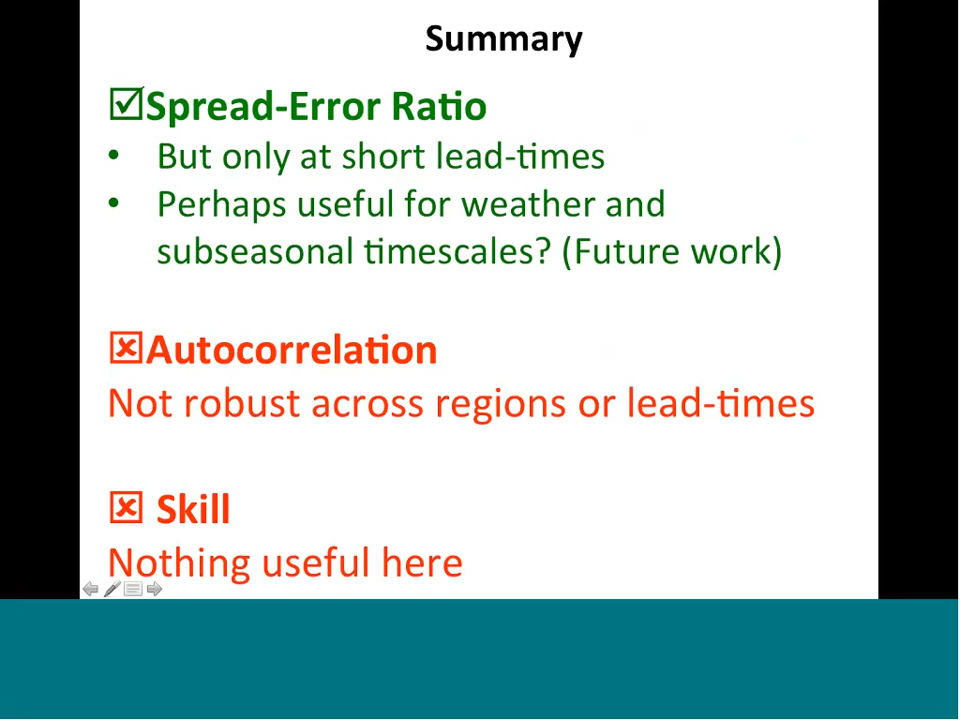 Summary
☑Spread-Error Ratio
• But only at short lead-times
• Perhaps useful for weather and
subseasonal timescales? (Future work)
☒Autocorrelation
Not robust across regions or lead-times
☒ Skill
Nothing useful here